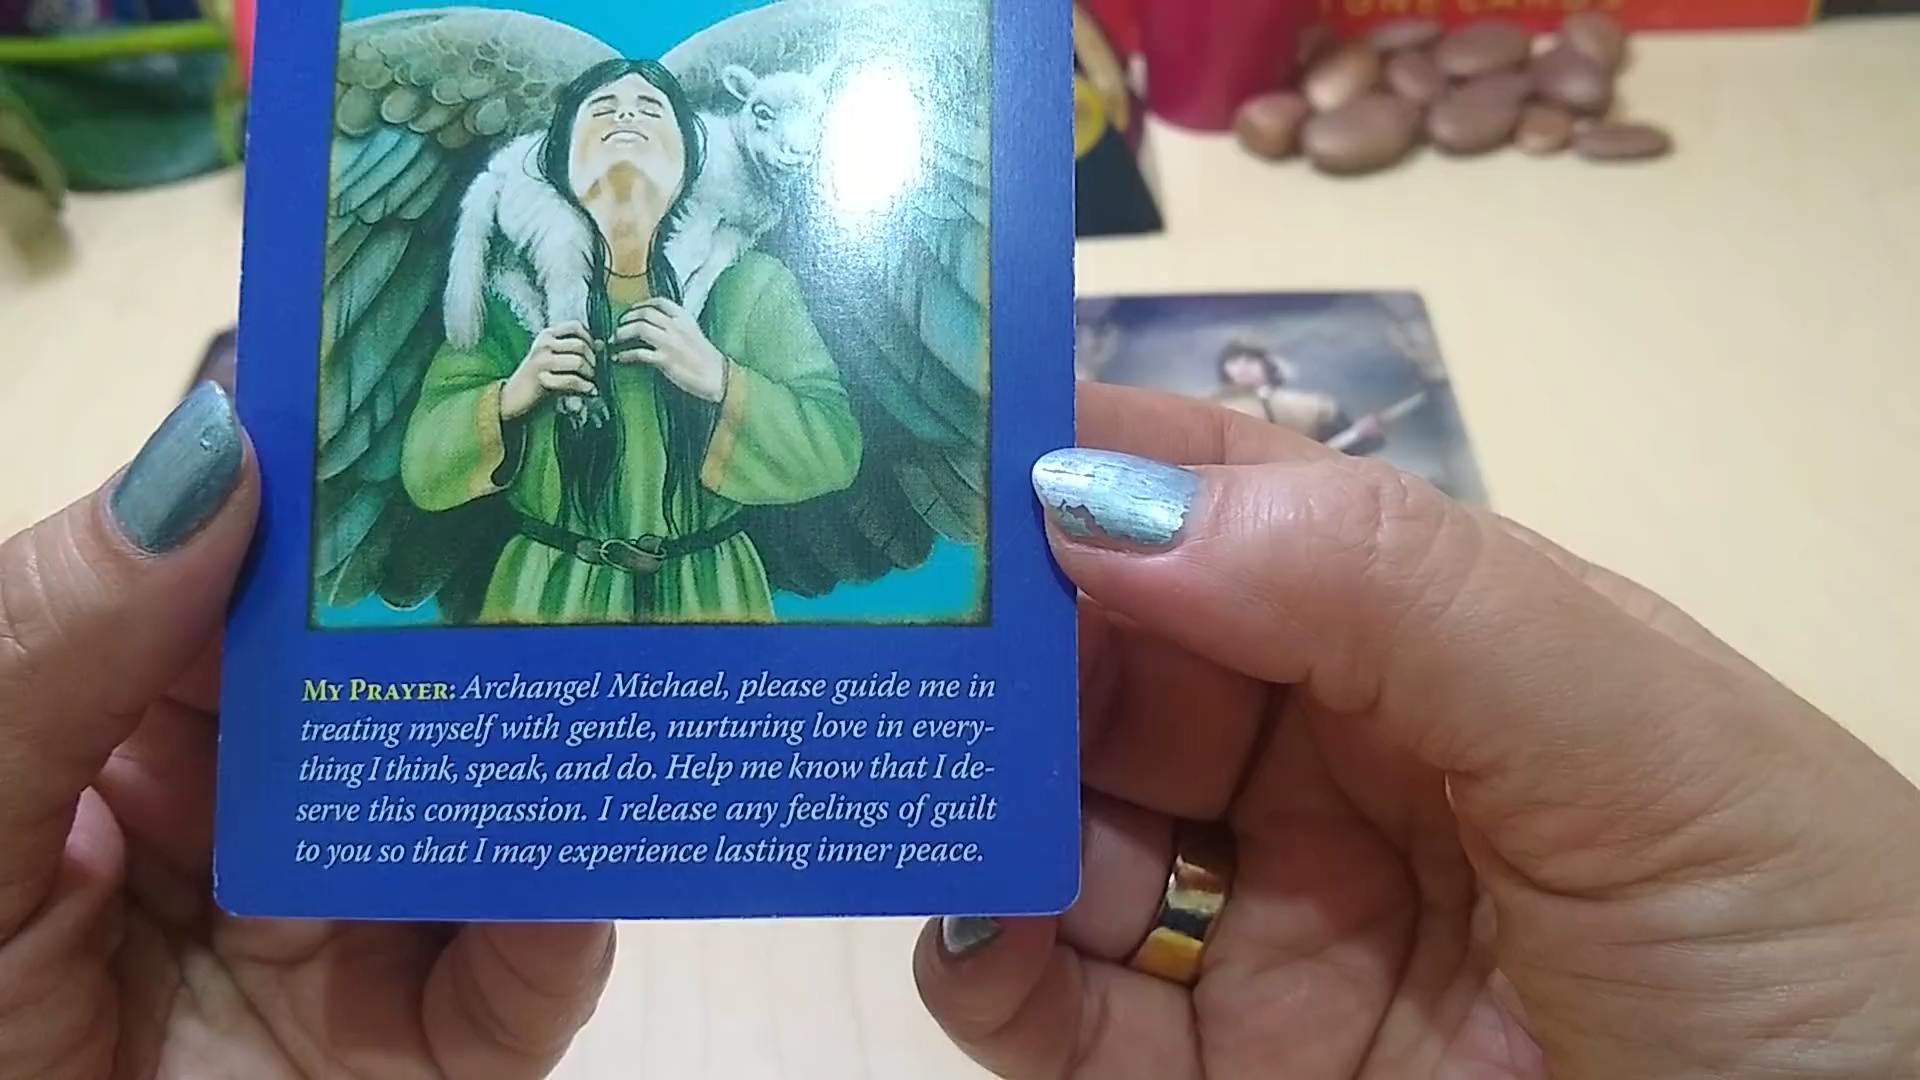 TONE CARDS
MY PRAYER: Archangel Michael, please guide me in
treating myself with gentle, nurturing love in every-
thing I think, speak, and do. Help me know that I de-
serve this compassion. I release any feelings of guilt
to you so that I may experience lasting inner peace.